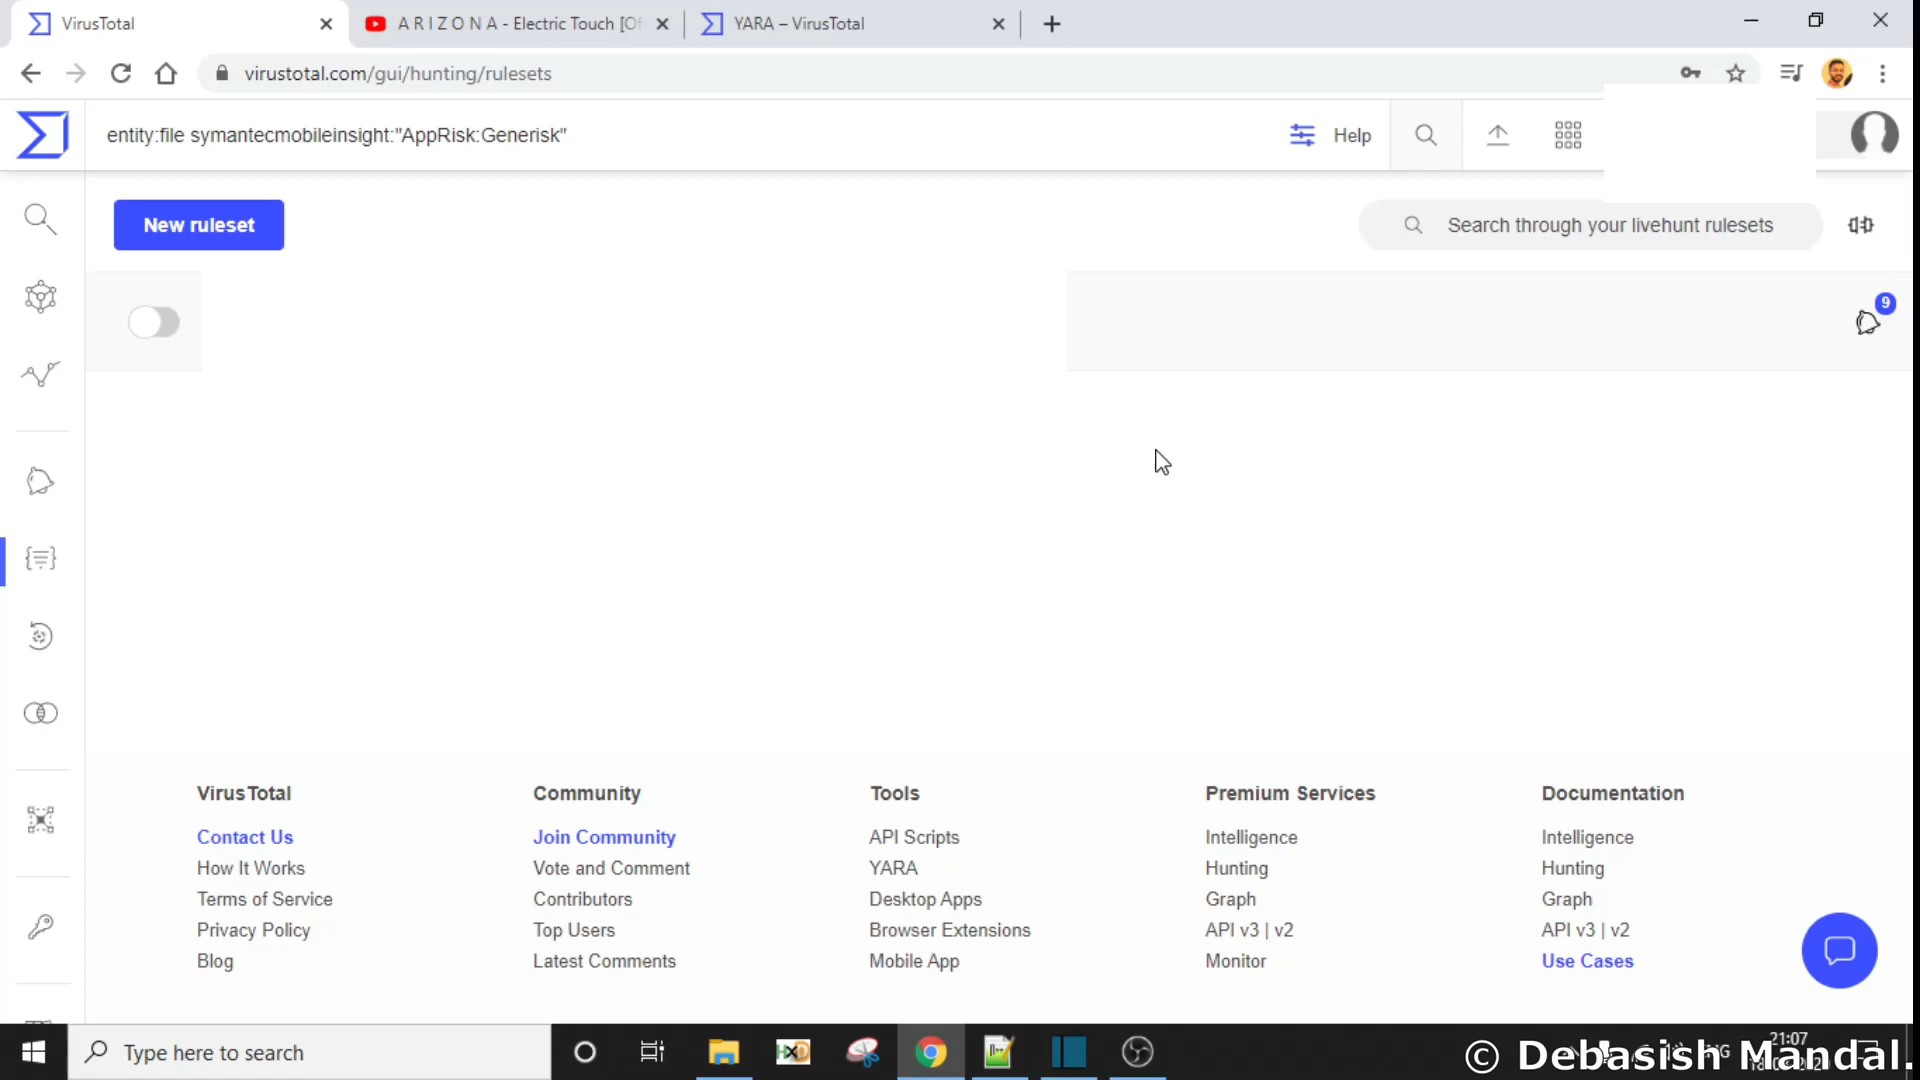 VirusTotal
A R I Z O N A - Electric Touch [Of
YARA – VirusTotal
virustotal.com/gui/hunting/rulesets
entity:file symantecmobileinsight:"AppRisk:Generisk"
Help
New ruleset
Search through your livehunt rulesets
9
VirusTotal
Contact Us
How It Works
Terms of Service
Privacy Policy
Blog
Community
Join Community
Vote and Comment
Contributors
Top Users
Latest Comments
Tools
API Scripts
YARA
Desktop Apps
Browser Extensions
Mobile App
Premium Services
Intelligence
Hunting
Graph
API v3 | v2
Monitor
Documentation
Intelligence
Hunting
Graph
API v3 | v2
Use Cases
Type here to search
HXD
21:07
© Debasish Mandal.